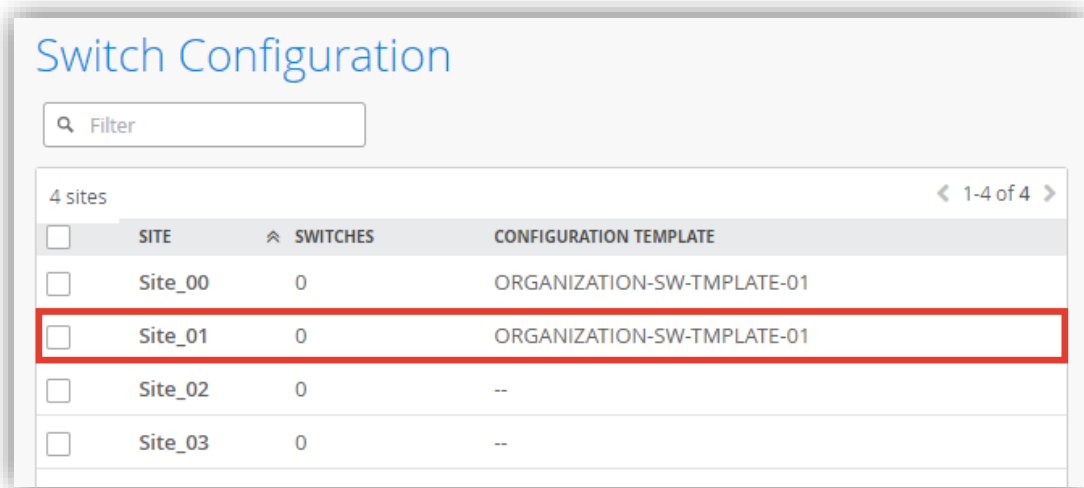 Switch Configuration
Filter
4 sites 1-4 of 4
SITE SWITCHES CONFIGURATION TEMPLATE
Site_00 0 ORGANIZATION-SW-TMPLATE-01
Site_01 0 ORGANIZATION-SW-TMPLATE-01
Site_02 0 --
Site_03 0 --